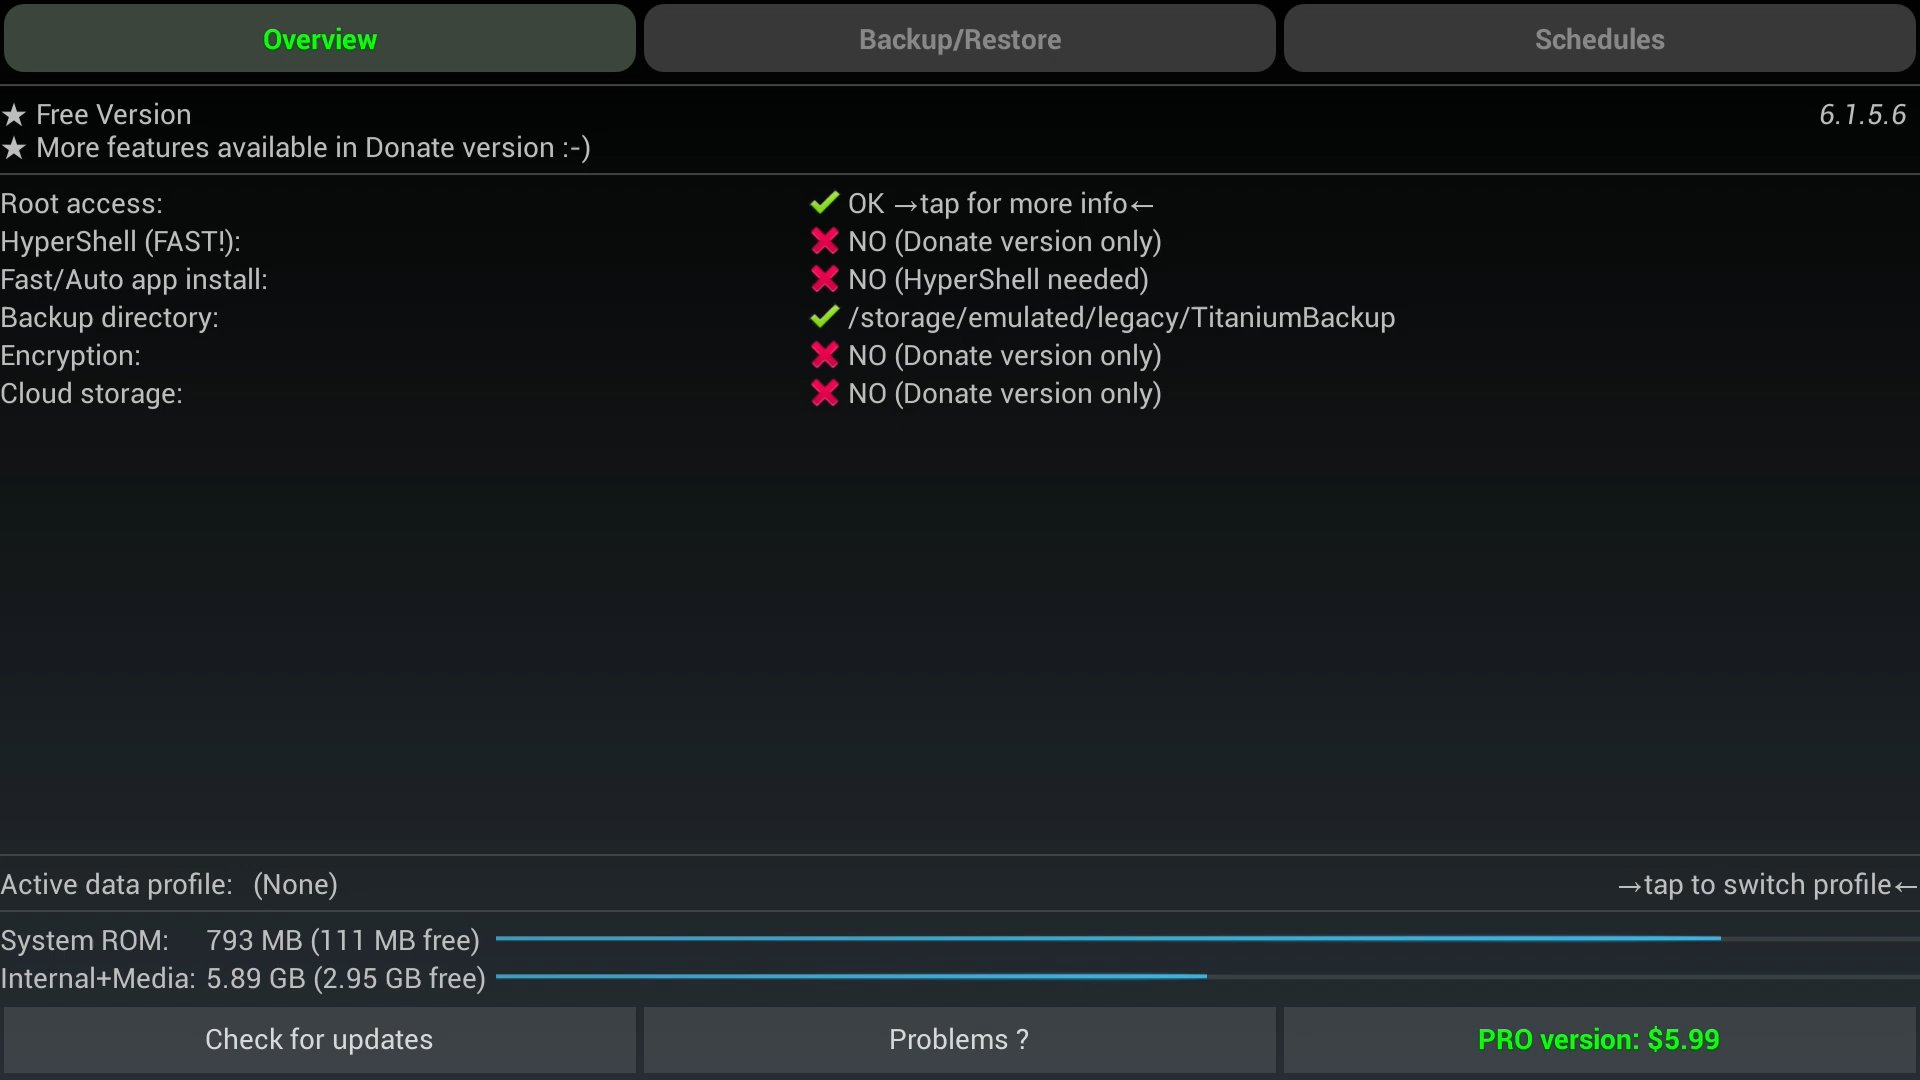 Overview
Backup/Restore
Schedules
★ Free Version
6.1.5.6
★ More features available in Donate version :-)
Root access: OK →tap for more info←
HyperShell (FAST!): NO (Donate version only)
Fast/Auto app install: NO (HyperShell needed)
Backup directory: /storage/emulated/legacy/TitaniumBackup
Encryption: NO (Donate version only)
Cloud storage: NO (Donate version only)
Active data profile: (None) →tap to switch profile←
System ROM: 793 MB (111 MB free)
Internal+Media: 5.89 GB (2.95 GB free)
Check for updates
Problems ?
PRO version: $5.99